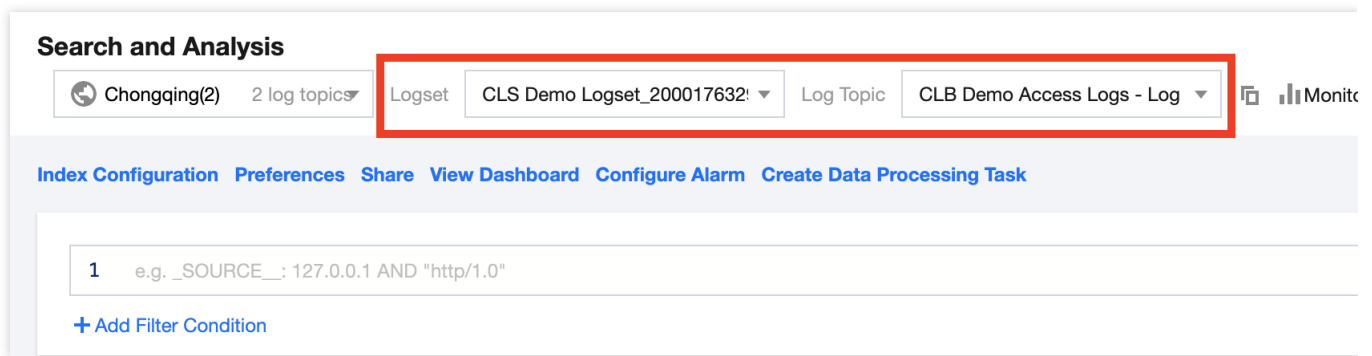 Search and Analysis
Chongqing(2) 2 log topics Logset CLS Demo Logset_2000176329 Log Topic CLB Demo Access Logs - Log Monito
Index Configuration Preferences Share View Dashboard Configure Alarm Create Data Processing Task
1 e.g. _SOURCE__: 127.0.0.1 AND "http/1.0"
+ Add Filter Condition